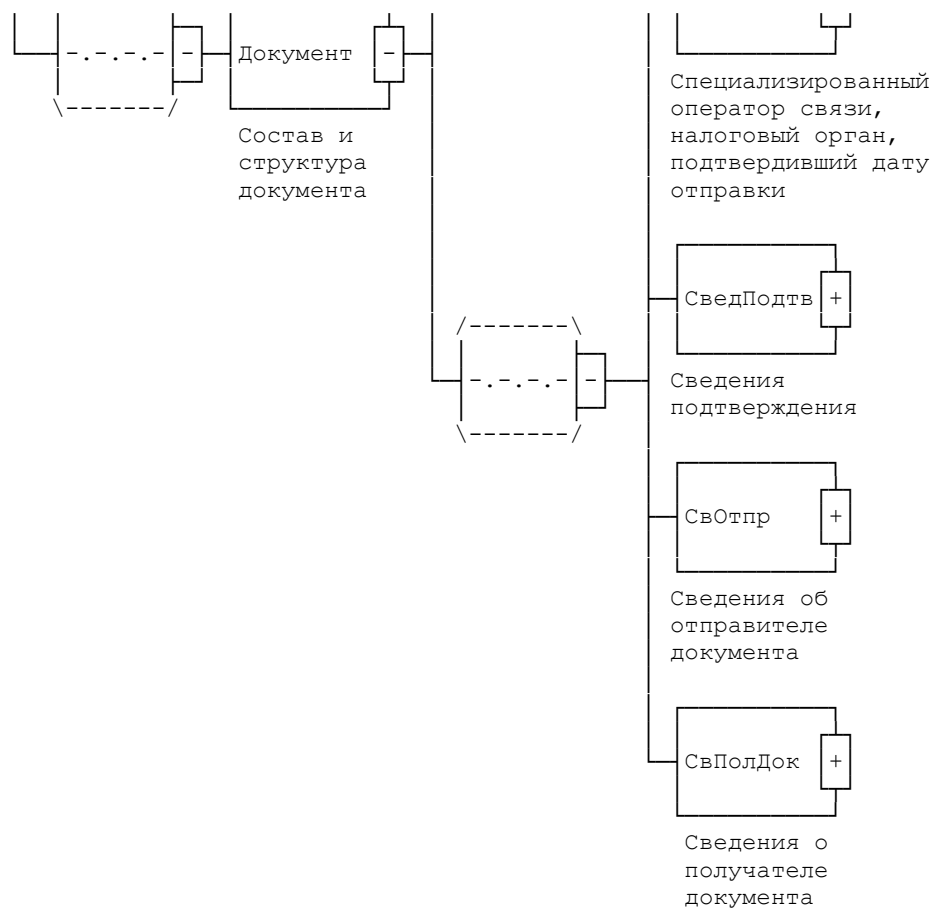 Документ
Состав и
структура
документа
Специализированный
оператор связи,
налоговый орган,
подтвердивший дату
отправки
СведПодтв
Сведения
подтверждения
СвОтпр
Сведения об
отправителе
документа
СвПолДок
Сведения о
получателе
документа